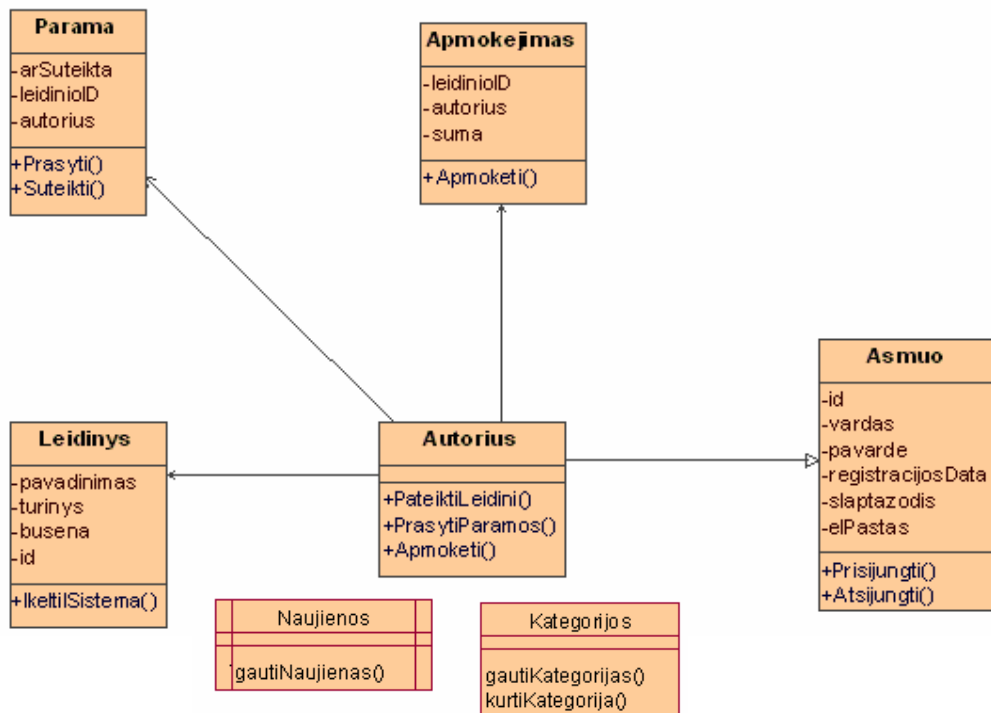 Parama
-arSuteikta
-leidinioID
-autorius
+Prasyti()
+Suteikti()
Apmokejimas
-leidinioID
-autorius
-suma
+Apmoketi()
Asmuo
-id
-vardas
-pavarde
-registracijosData
-slaptazodis
-elPastas
+Prisijungti()
+Atsijungti()
Leidinys
-pavadinimas
-turinys
-busena
-id
+IkeltiISistema()
Autorius
+PateiktiLeidini()
+PrasytiParamos()
+Apmoketi()
Naujienos
gautiNaujienas()
Kategorijos
gautiKategorijas()
kurtiKategorija()